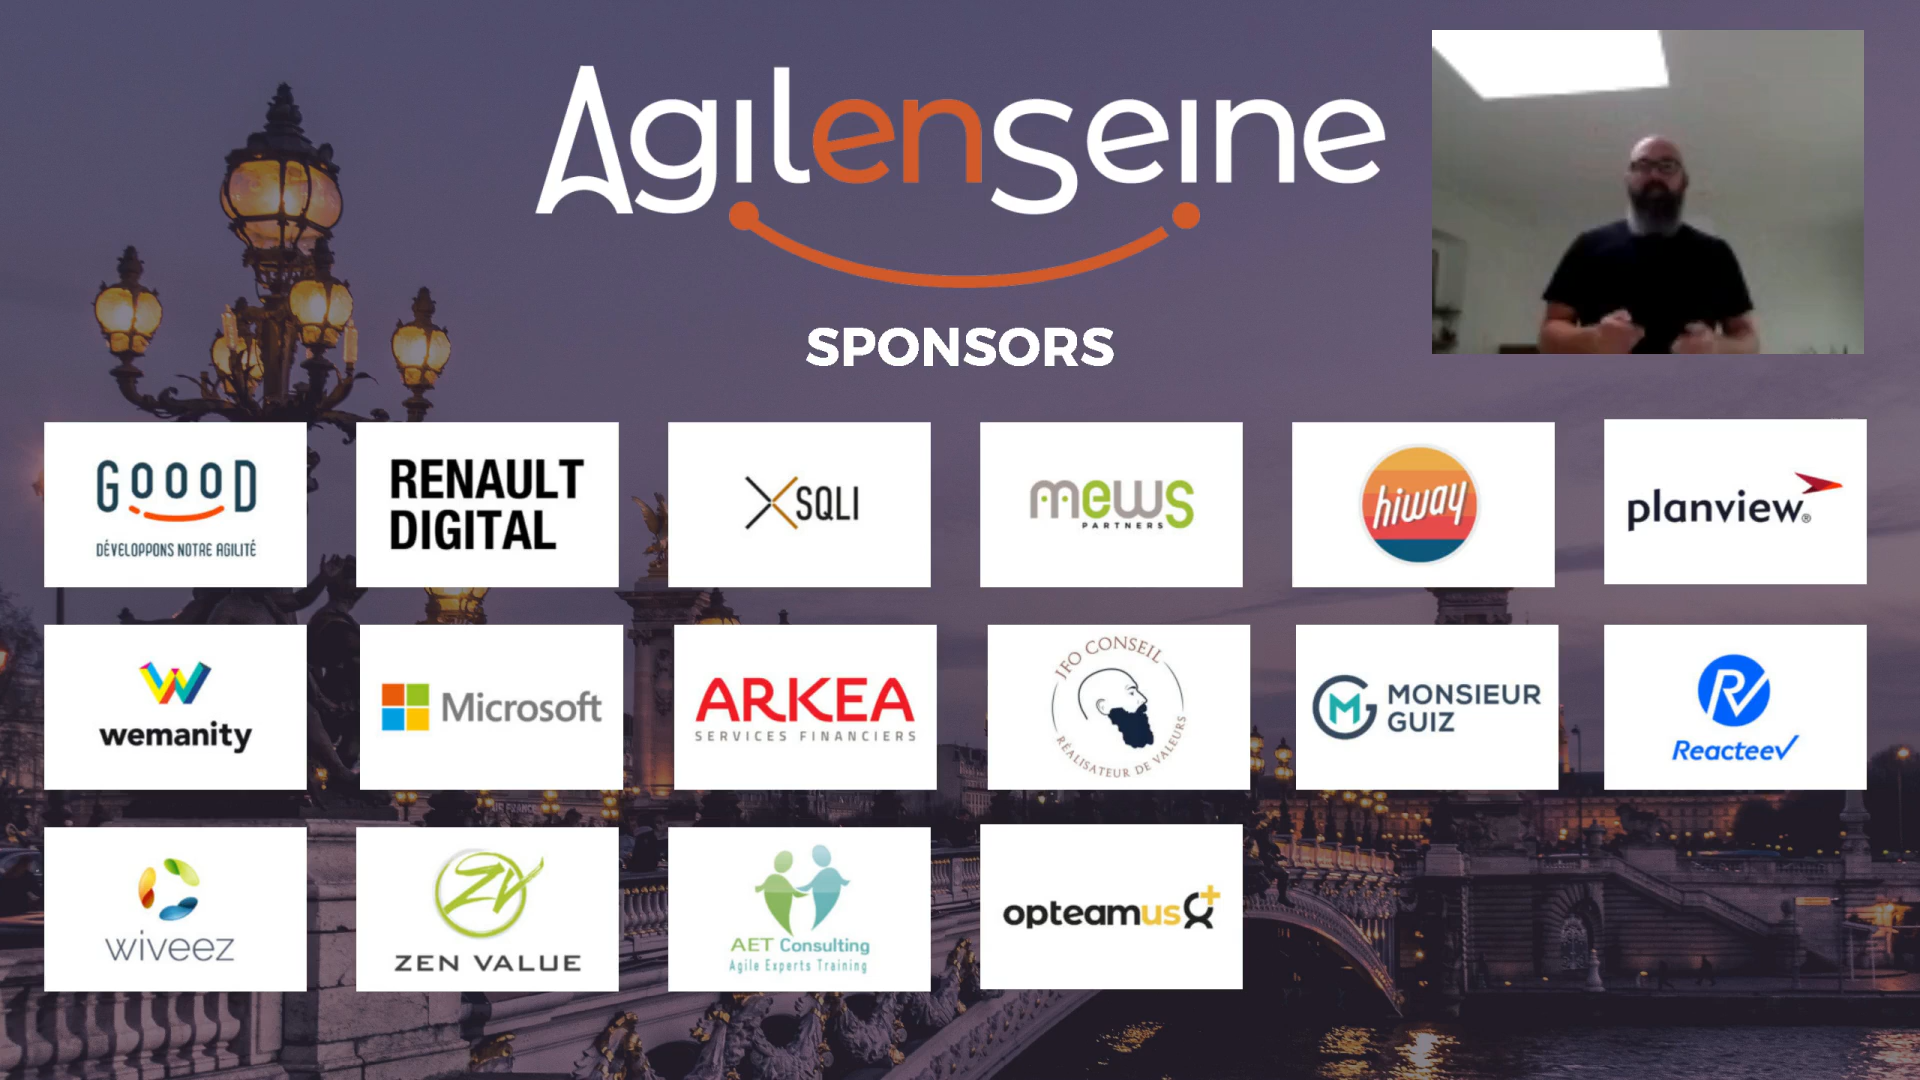 Agilenseine
SPONSORS
GOOOD
DÉVELOPPONS NOTRE AGILITÉ
RENAULT
DIGITAL
SQLI
mews
PARTNERS
hiway
planview®
wemanity
Microsoft
ARKEA
SERVICES FINANCIERS
JFO CONSEIL
RÉALISATEUR DE VALEURS
MONSIEUR
GUIZ
Reacteev
wiveez
ZV
ZEN VALUE
AET Consulting
Agile Experts Training
opteamus